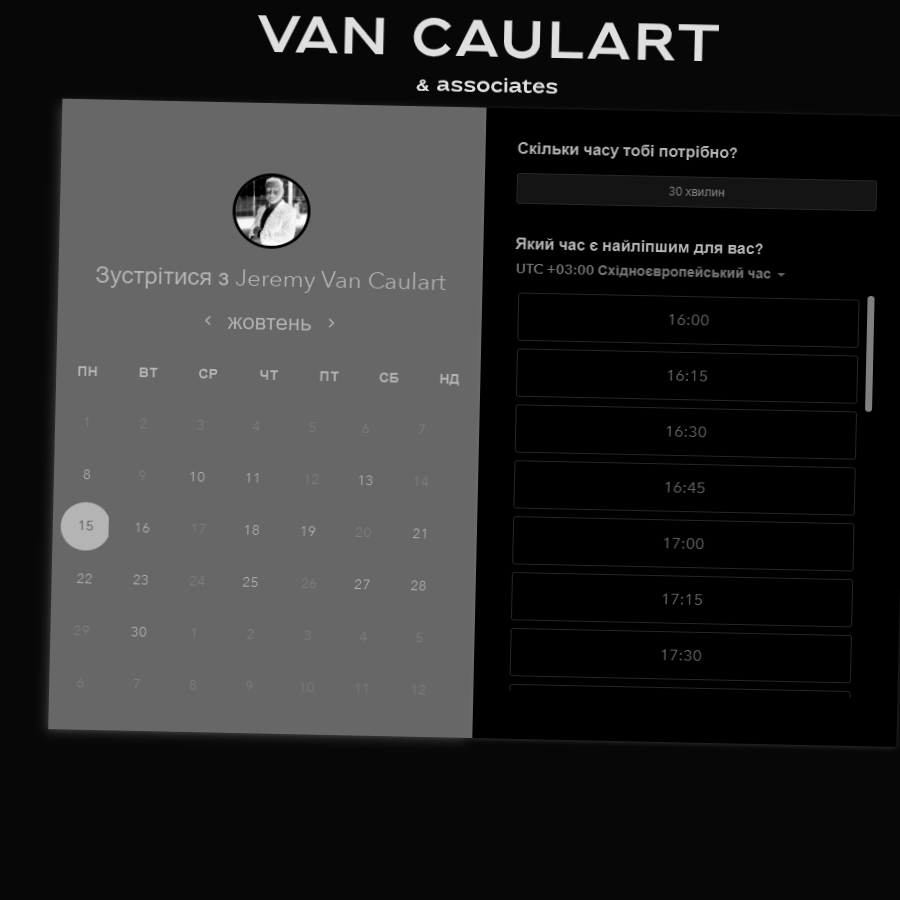 VAN CAULART
& associates
Зустрітися з Jeremy Van Caulart
жовтень
ПН ВТ СР ЧТ ПТ СБ НД
1 2 3 4 5 6 7
8 9 10 11 12 13 14
15 16 17 18 19 20 21
22 23 24 25 26 27 28
29 30 1 2 3 4 5
6 7 8 9 10 11 12
Скільки часу тобі потрібно?
30 хвилин
Який час є найліпшим для вас?
UTC +03:00 Східноєвропейський час
16:00
16:15
16:30
16:45
17:00
17:15
17:30